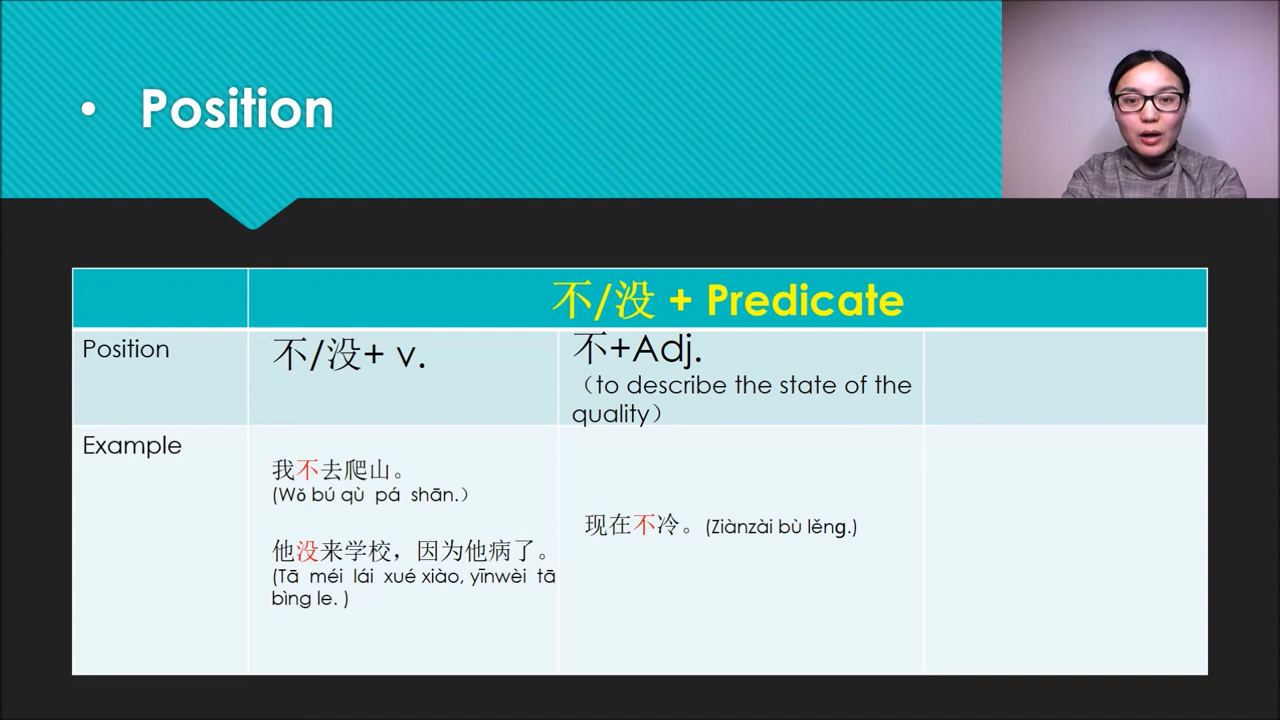 • Position
不/没 + Predicate
Position
不/没+ v.
不+Adj.
（to describe the state of the
quality）
Example
我不去爬山。
(Wǒ bú qù pá shān.）
他没来学校，因为他病了。
(Tā méi lái xué xiào, yīnwèi tā
bìng le. )
现在不冷。(Ziànzài bù lěng.)